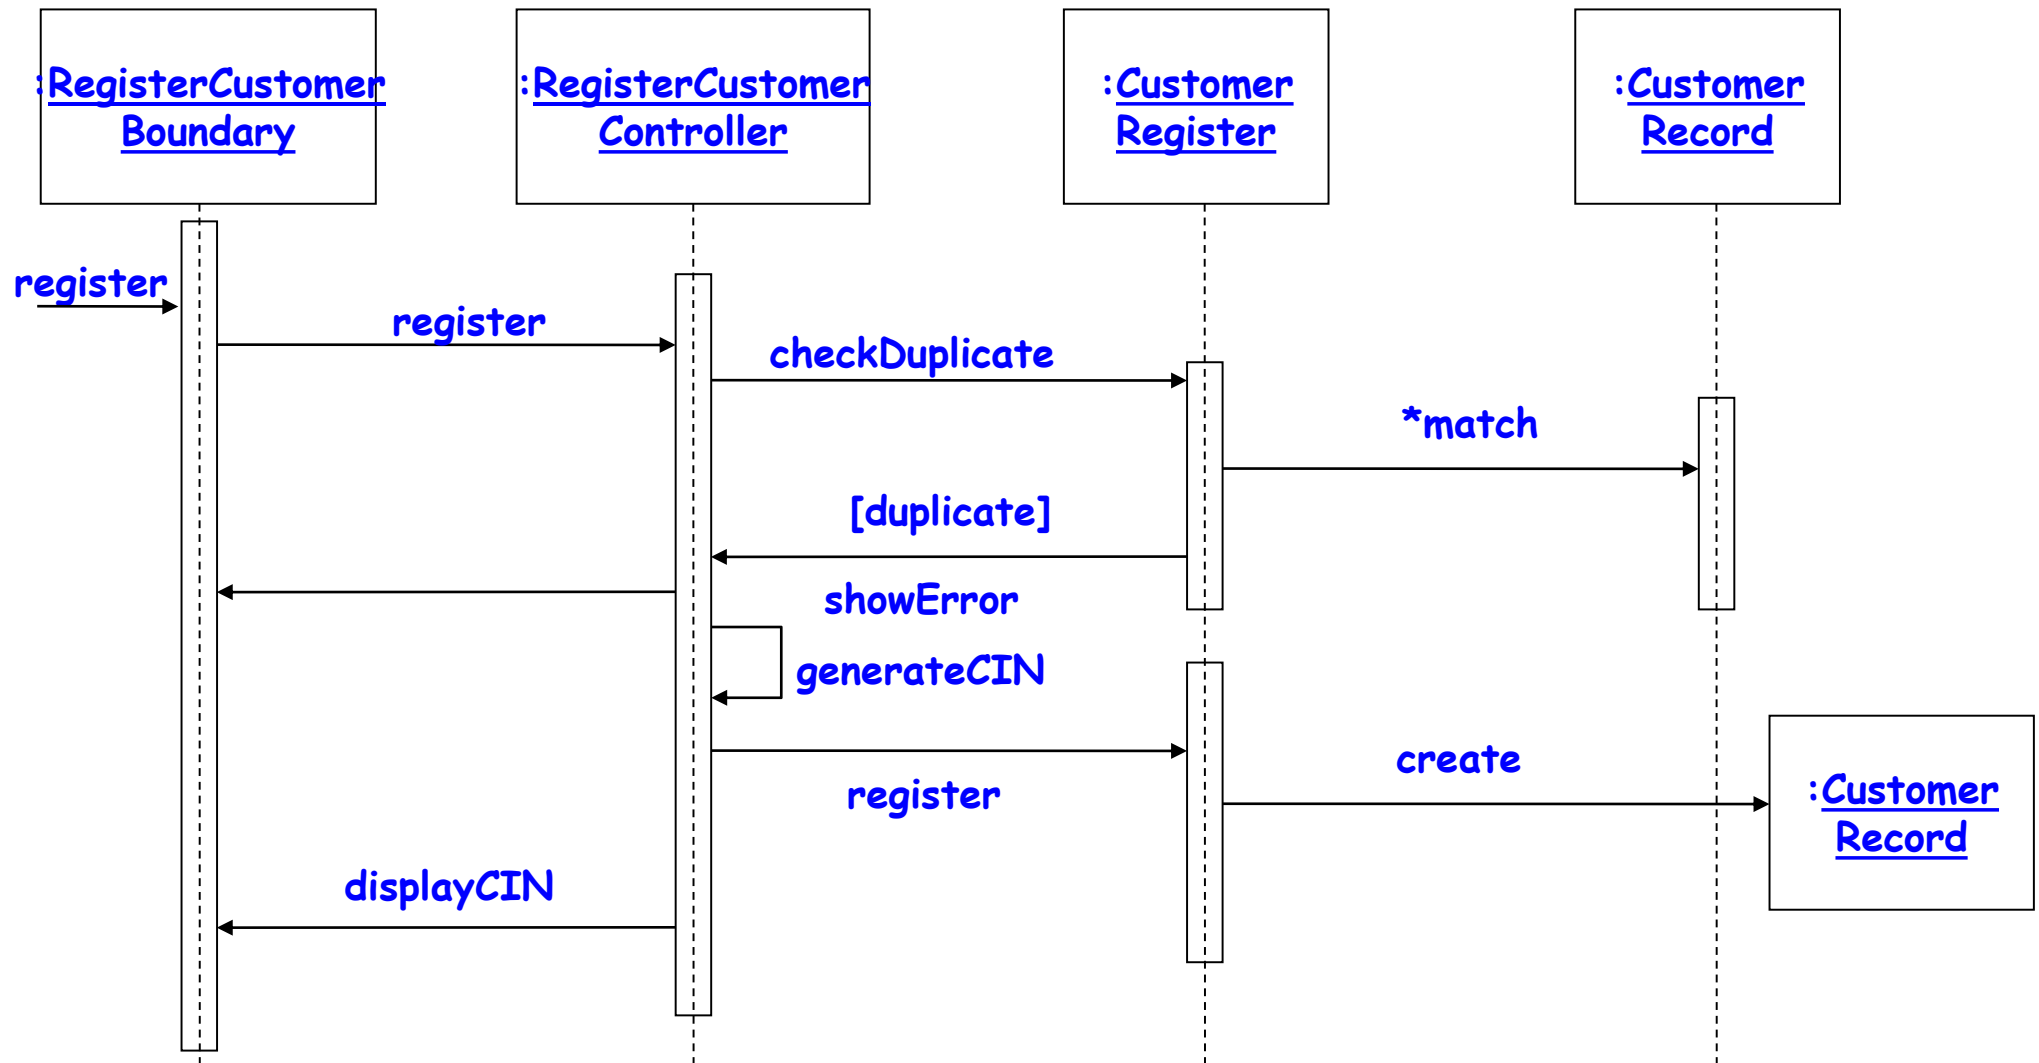 :RegisterCustomer
Boundary
:RegisterCustomer
Controller
:Customer
Register
:Customer
Record
register
register
checkDuplicate
*match
[duplicate]
showError
generateCIN
register
create
:Customer
Record
displayCIN